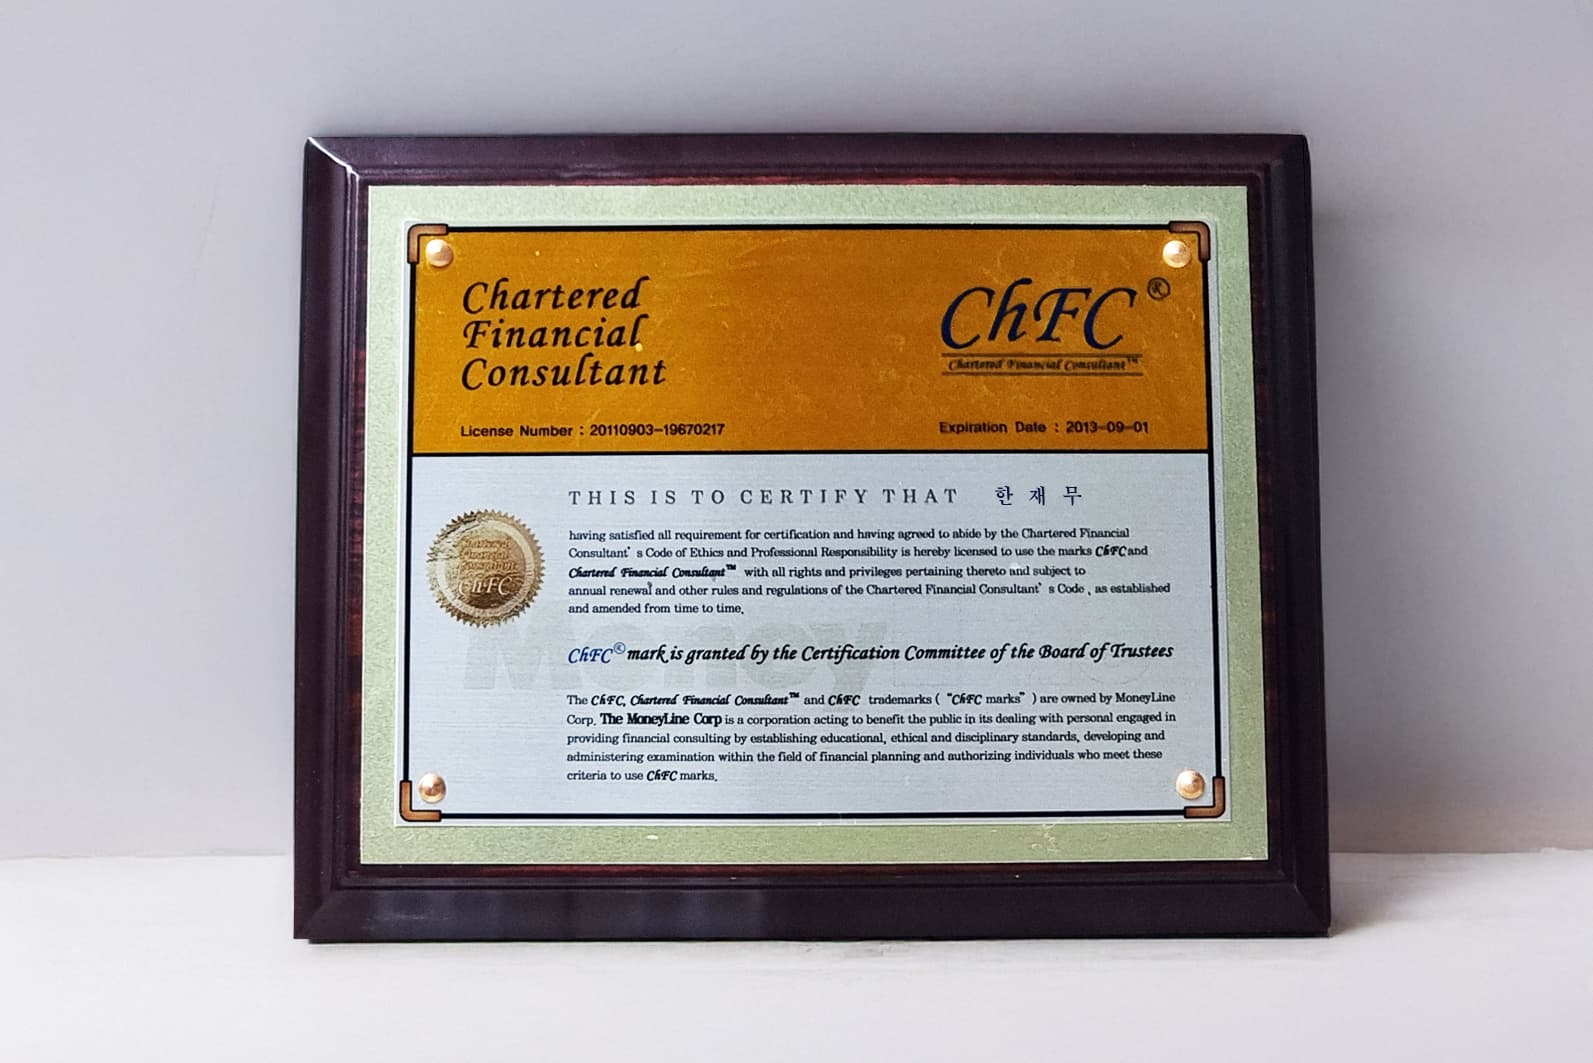 Chartered
Financial
Consultant
ChFC®
Chartered Financial Consultant™
License Number : 20110903-19670217
Expiration Date : 2013-09-01
THIS IS TO CERTIFY THAT 한 재 무
having satisfied all requirement for certification and having agreed to abide by the Chartered Financial
Consultant's Code of Ethics and Professional Responsibility is hereby licensed to use the marks ChFC and
Chartered Financial Consultant™ with all rights and privileges pertaining thereto and subject to
annual renewal and other rules and regulations of the Chartered Financial Consultant's Code , as established
and amended from time to time.
Chartered
Financial
Consultant
ChFC
ChFC® mark is granted by the Certification Committee of the Board of Trustees
The ChFC, Chartered Financial Consultant™ and ChFC trademarks ( "ChFC marks" ) are owned by MoneyLine
Corp. The MoneyLine Corp is a corporation acting to benefit the public in its dealing with personal engaged in
providing financial consulting by establishing educational, ethical and disciplinary standards, developing and
administering examination within the field of financial planning and authorizing individuals who meet these
criteria to use ChFC marks.